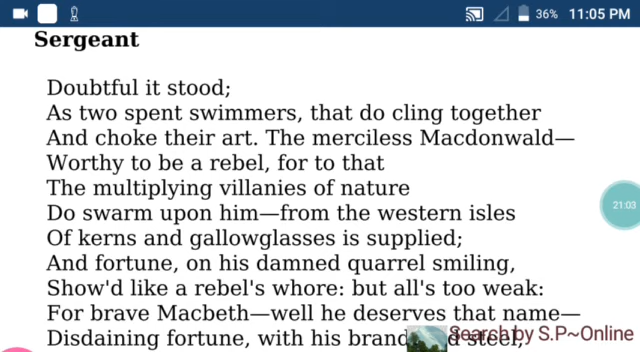 36% 11:05 PM
Sergeant
Doubtful it stood;
As two spent swimmers, that do cling together
And choke their art. The merciless Macdonwald—
Worthy to be a rebel, for to that
The multiplying villanies of nature
21:03
Do swarm upon him—from the western isles
Of kerns and gallowglasses is supplied;
And fortune, on his damned quarrel smiling,
Show'd like a rebel's whore: but all's too weak:
For brave Macbeth—well he deserves that name—
Disdaining fortune, with his brand d steel,
Search by S.P~Online